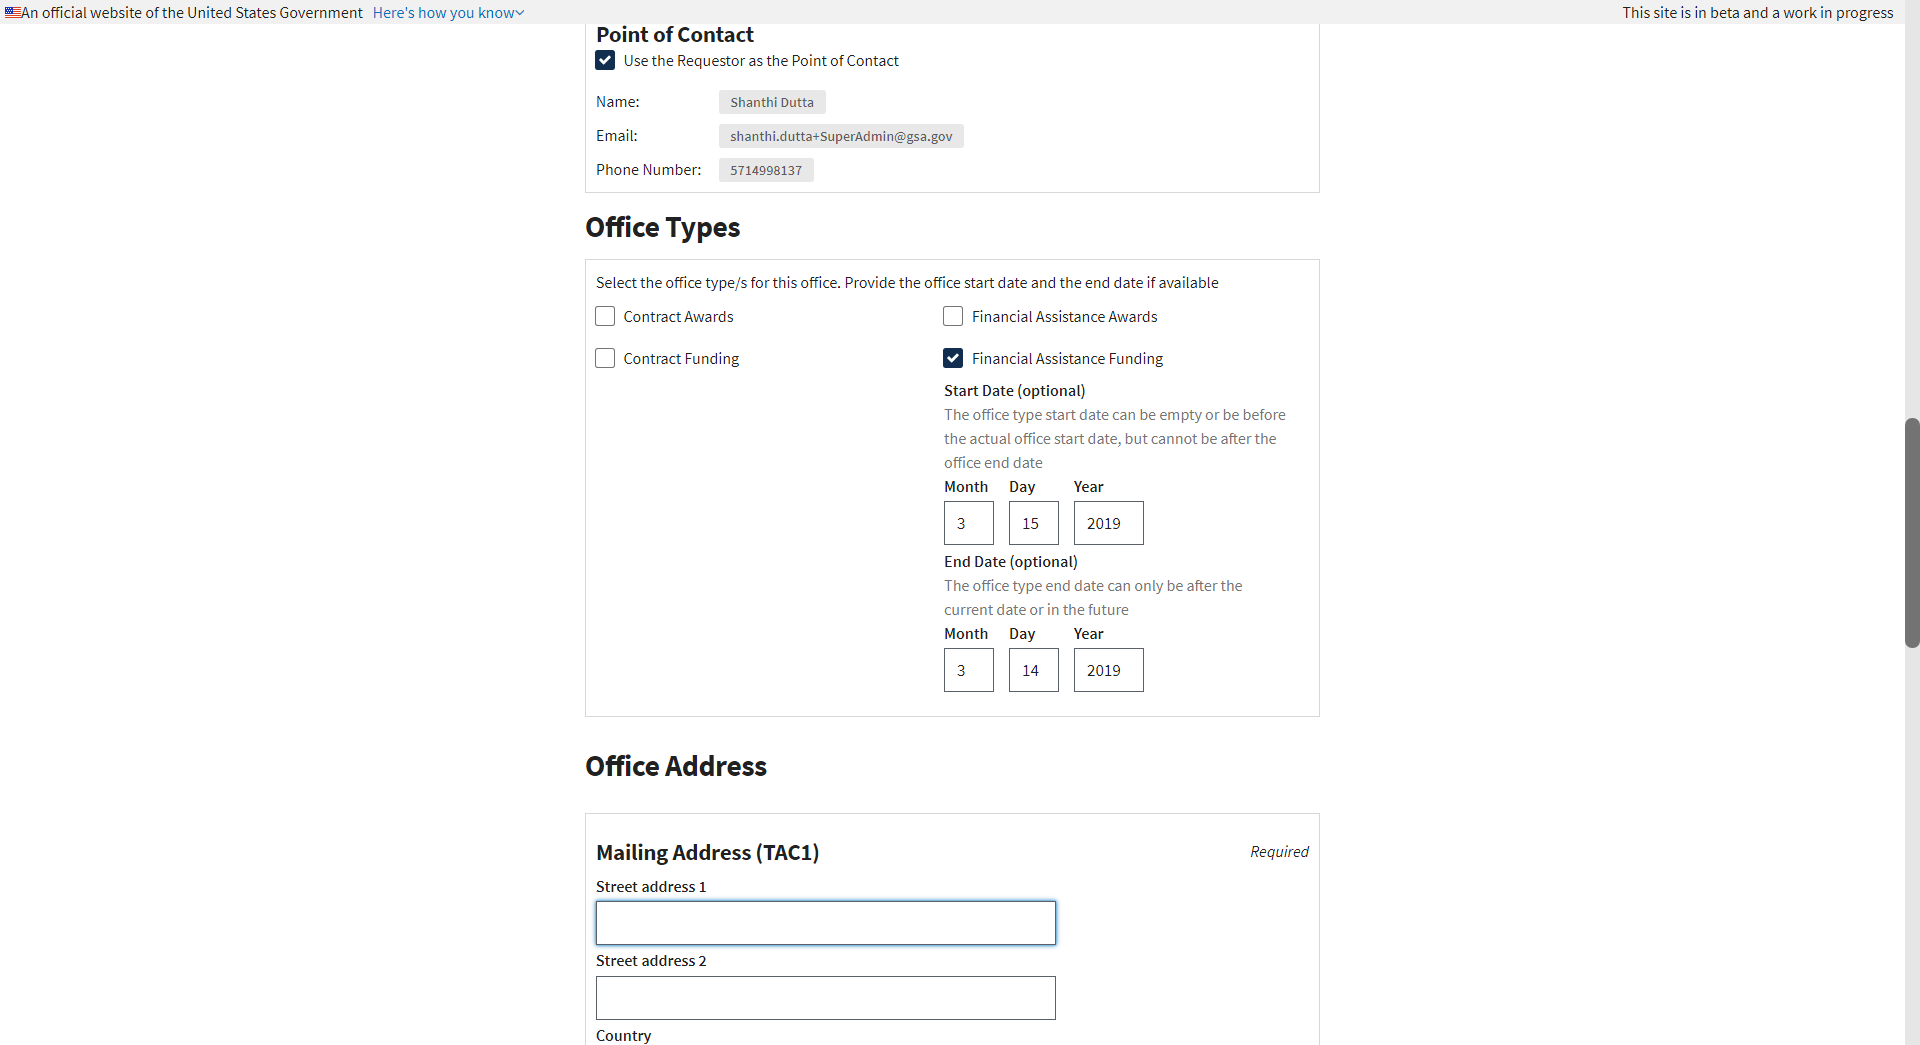 An official website of the United States Government Here's how you know
This site is in beta and a work in progress
Point of Contact
Use the Requestor as the Point of Contact
Name: Shanthi Dutta
Email: shanthi.dutta+SuperAdmin@gsa.gov
Phone Number: 5714998137
Office Types
Select the office type/s for this office. Provide the office start date and the end date if available
Contract Awards
Financial Assistance Awards
Contract Funding
Financial Assistance Funding
Start Date (optional)
The office type start date can be empty or be before
the actual office start date, but cannot be after the
office end date
Month Day Year
3 15 2019
End Date (optional)
The office type end date can only be after the
current date or in the future
Month Day Year
3 14 2019
Office Address
Mailing Address (TAC1)
Required
Street address 1
Street address 2
Country